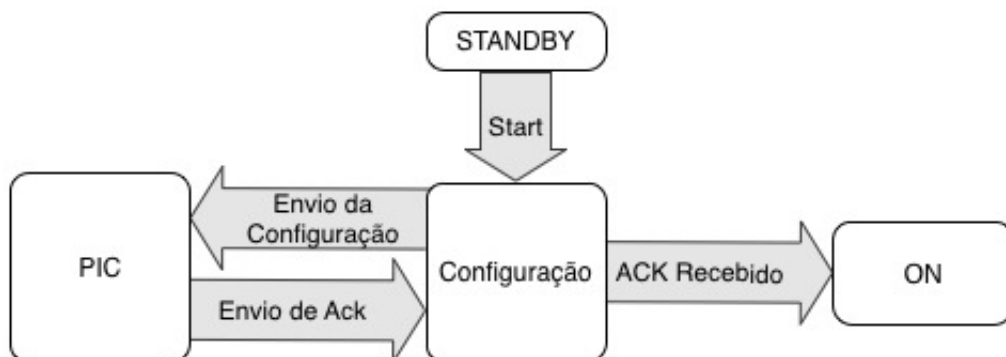 STANDBY
Start
Envio da
Configuração
PIC
Configuração
ACK Recebido
ON
Envio de Ack